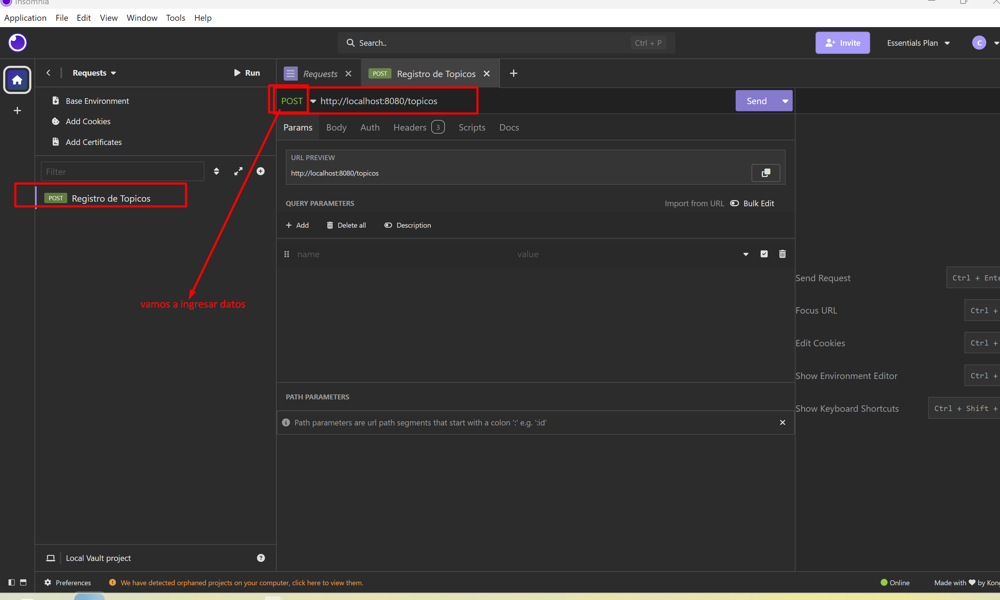 Insomnia
Application File Edit View Window Tools Help
Search.. Ctrl + P
Invite
Essentials Plan
C
Requests
Run
Requests
POST Registro de Topicos
Base Environment
Add Cookies
Add Certificates
Filter
POST Registro de Topicos
POST http://localhost:8080/topicos
Send
Params Body Auth Headers 3 Scripts Docs
URL PREVIEW
http://localhost:8080/topicos
QUERY PARAMETERS
Import from URL Bulk Edit
Add Delete all Description
name value
vamos a ingresar datos
PATH PARAMETERS
Path parameters are url path segments that start with a colon ':' e.g. ':id'
Send Request Ctrl +
Focus URL Ctrl +
Edit Cookies Ctrl +
Show Environment Editor Ctrl +
Show Keyboard Shortcuts Ctrl + Shift +
Local Vault project
Preferences
We have detected orphaned projects on your computer, click here to view them.
Online
Made with by